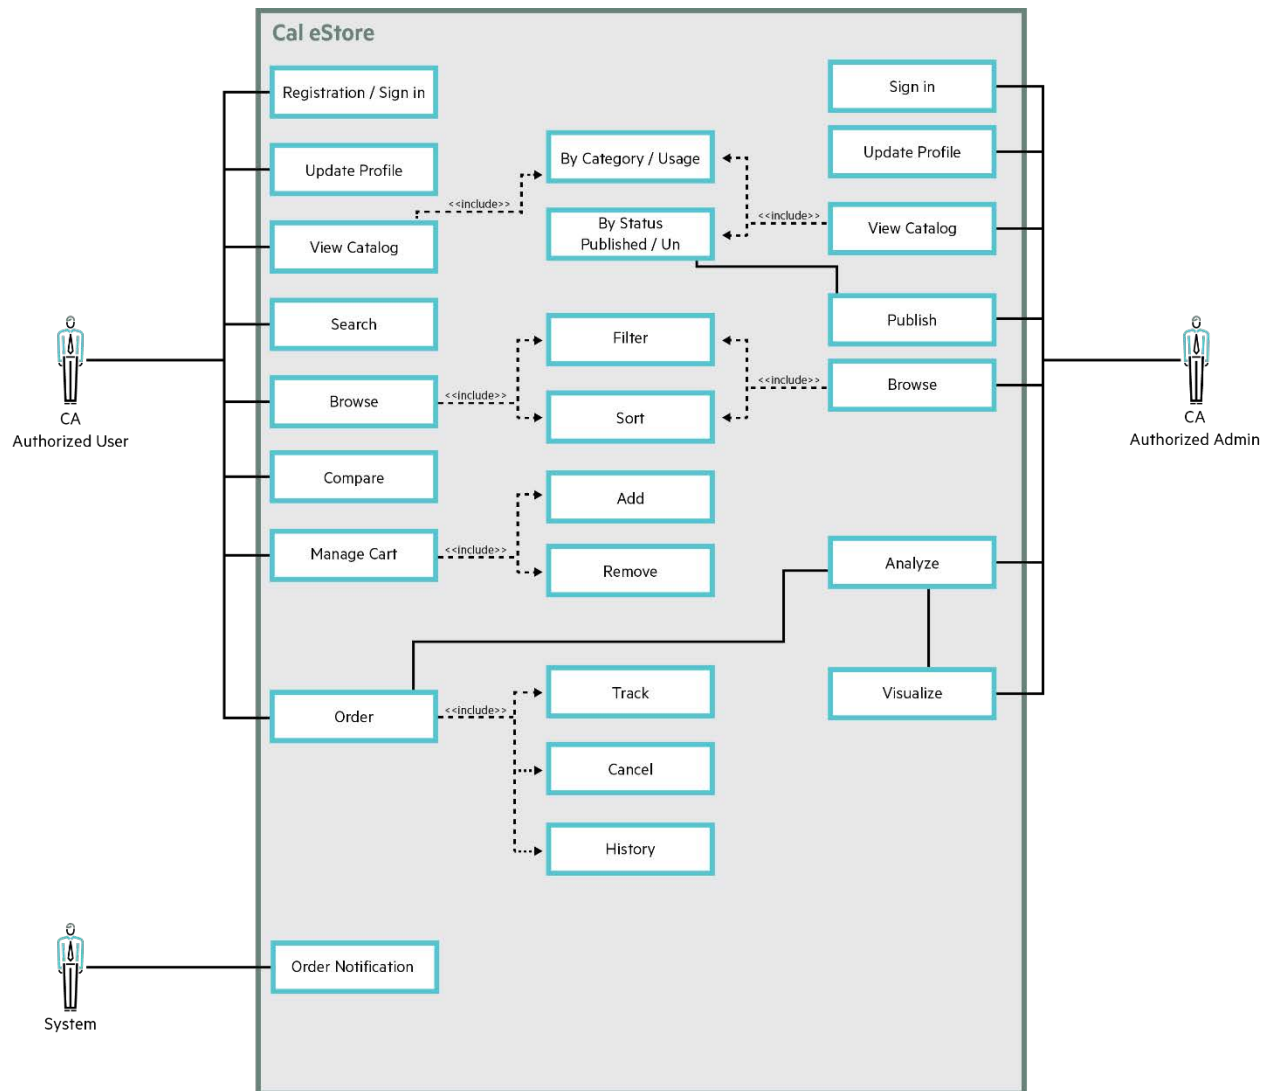 Cal eStore
Registration / Sign in
Sign in
By Category / Usage
Update Profile
Update Profile
<<include>>
By Status
Published / Un
<<include>>
View Catalog
View Catalog
Search
Filter
Publish
Browse
<<include>>
<<include>>
Browse
Sort
CA
Authorized User
CA
Authorized Admin
Compare
Add
Manage Cart
<<include>>
Remove
Analyze
Order
<<include>>
Track
Visualize
Cancel
History
Order Notification
System